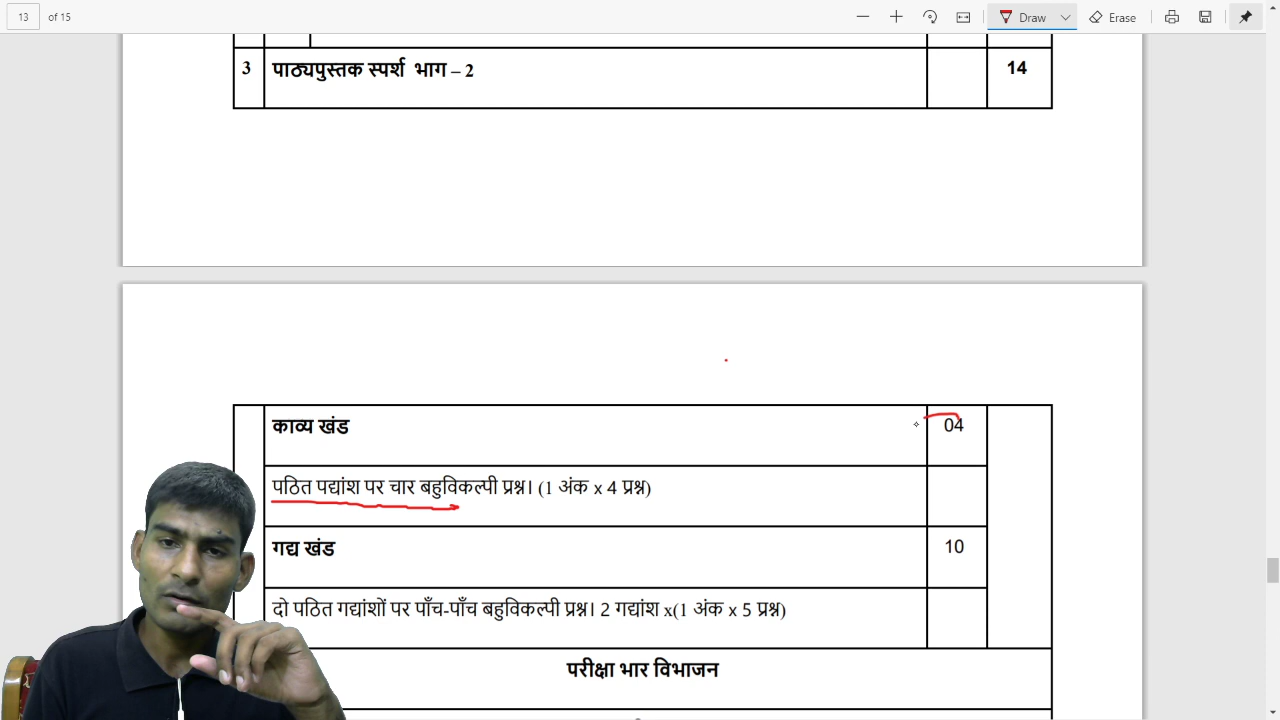 13 of 15
Draw
Erase
3 पाठ्यपुस्तक स्पर्श भाग – 2 14
काव्य खंड 04
पठित पद्यांश पर चार बहुविकल्पी प्रश्न। (1 अंक x 4 प्रश्न)
गद्य खंड 10
दो पठित गद्यांशों पर पाँच-पाँच बहुविकल्पी प्रश्न। 2 गद्यांश x(1 अंक x 5 प्रश्न)
परीक्षा भार विभाजन